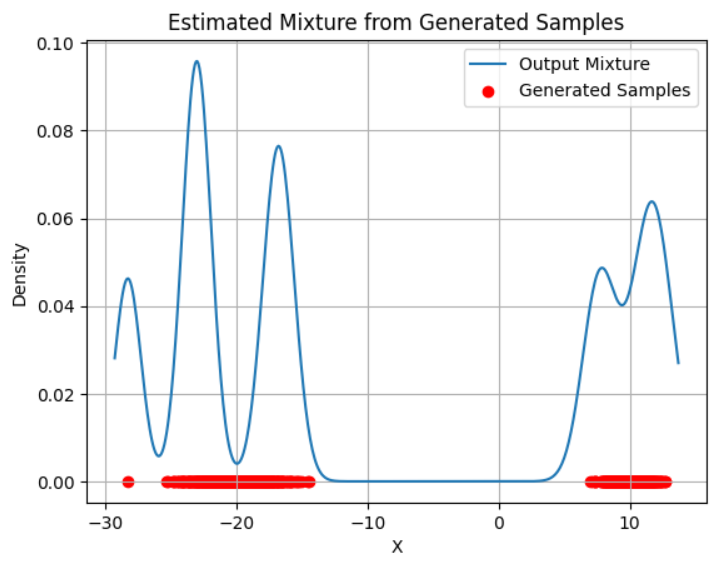 Estimated Mixture from Generated Samples
Output Mixture
Generated Samples
0.10
0.08
0.06
0.04
0.02
0.00
Density
−30
−20
−10
0
10
X